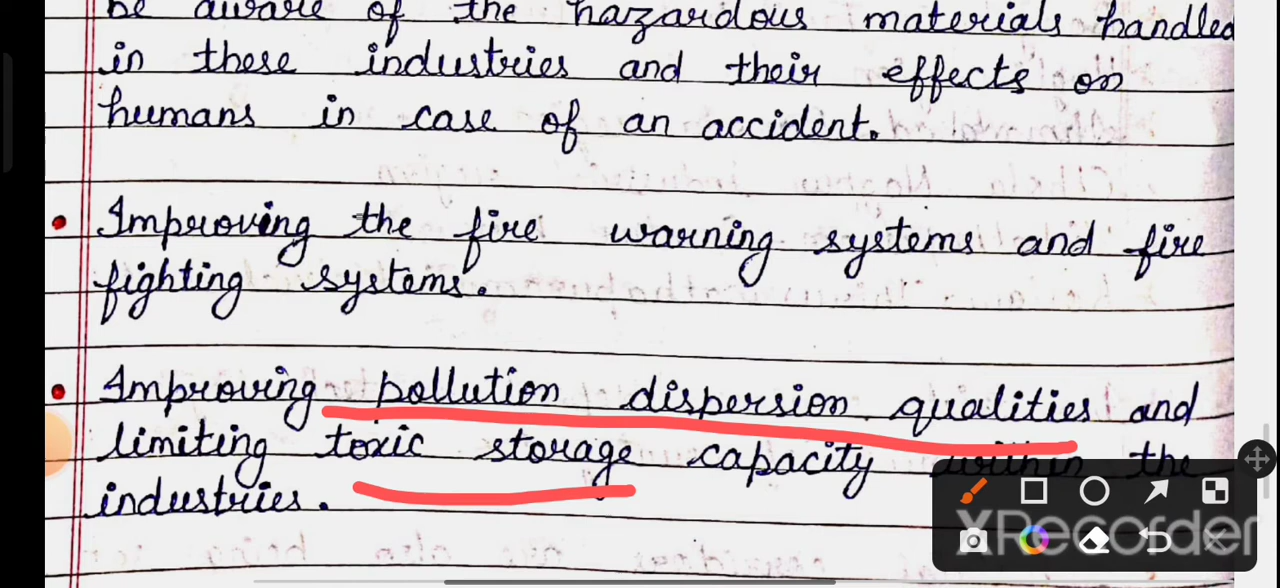 be aware of the hazardous materials handled
in these industries and their effects on
humans in case of an accident.
• Improving the fire warning systems and fire
fighting systems.
• Improving pollution dispersion qualities and
limiting toxic storage capacity within the
industries.
XRecorder